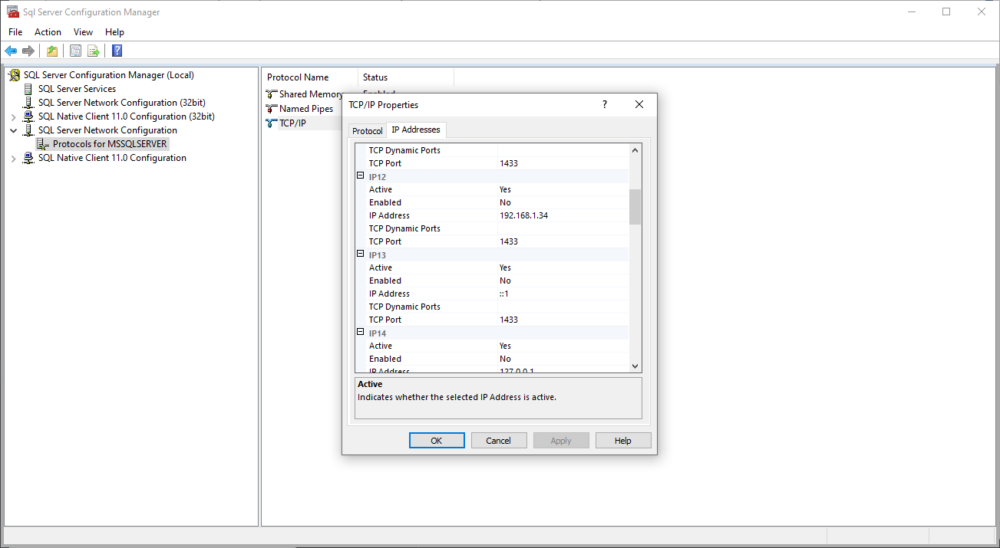 Sql Server Configuration Manager
File Action View Help
SQL Server Configuration Manager (Local)
SQL Server Services
SQL Server Network Configuration (32bit)
SQL Native Client 11.0 Configuration (32bit)
SQL Server Network Configuration
Protocols for MSSQLSERVER
SQL Native Client 11.0 Configuration
Protocol Name Status
Shared Memory Enabled
Named Pipes
TCP/IP
TCP/IP Properties ?
Protocol IP Addresses
TCP Dynamic Ports
TCP Port 1433
IP12
Active Yes
Enabled No
IP Address 192.168.1.34
TCP Dynamic Ports
TCP Port 1433
IP13
Active Yes
Enabled No
IP Address ::1
TCP Dynamic Ports
TCP Port 1433
IP14
Active Yes
Enabled No
IP Address 127.0.0.1
Active
Indicates whether the selected IP Address is active.
OK Cancel Apply Help